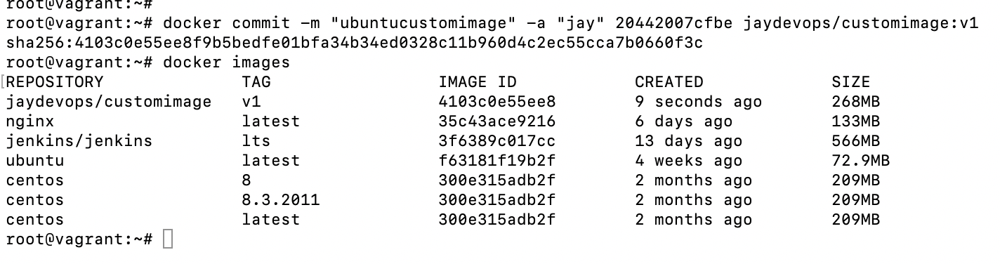 root@vagrant:~#
root@vagrant:~# docker commit -m "ubuntucustomimage" -a "jay" 20442007cfbe jaydevops/customimage:v1
sha256:4103c0e55ee8f9b5bedfe01bfa34b34ed0328c11b960d4c2ec55cca7b0660f3c
root@vagrant:~# docker images
REPOSITORY TAG IMAGE ID CREATED SIZE
jaydevops/customimage v1 4103c0e55ee8 9 seconds ago 268MB
nginx latest 35c43ace9216 6 days ago 133MB
jenkins/jenkins lts 3f6389c017cc 13 days ago 566MB
ubuntu latest f63181f19b2f 4 weeks ago 72.9MB
centos 8 300e315adb2f 2 months ago 209MB
centos 8.3.2011 300e315adb2f 2 months ago 209MB
centos latest 300e315adb2f 2 months ago 209MB
root@vagrant:~#